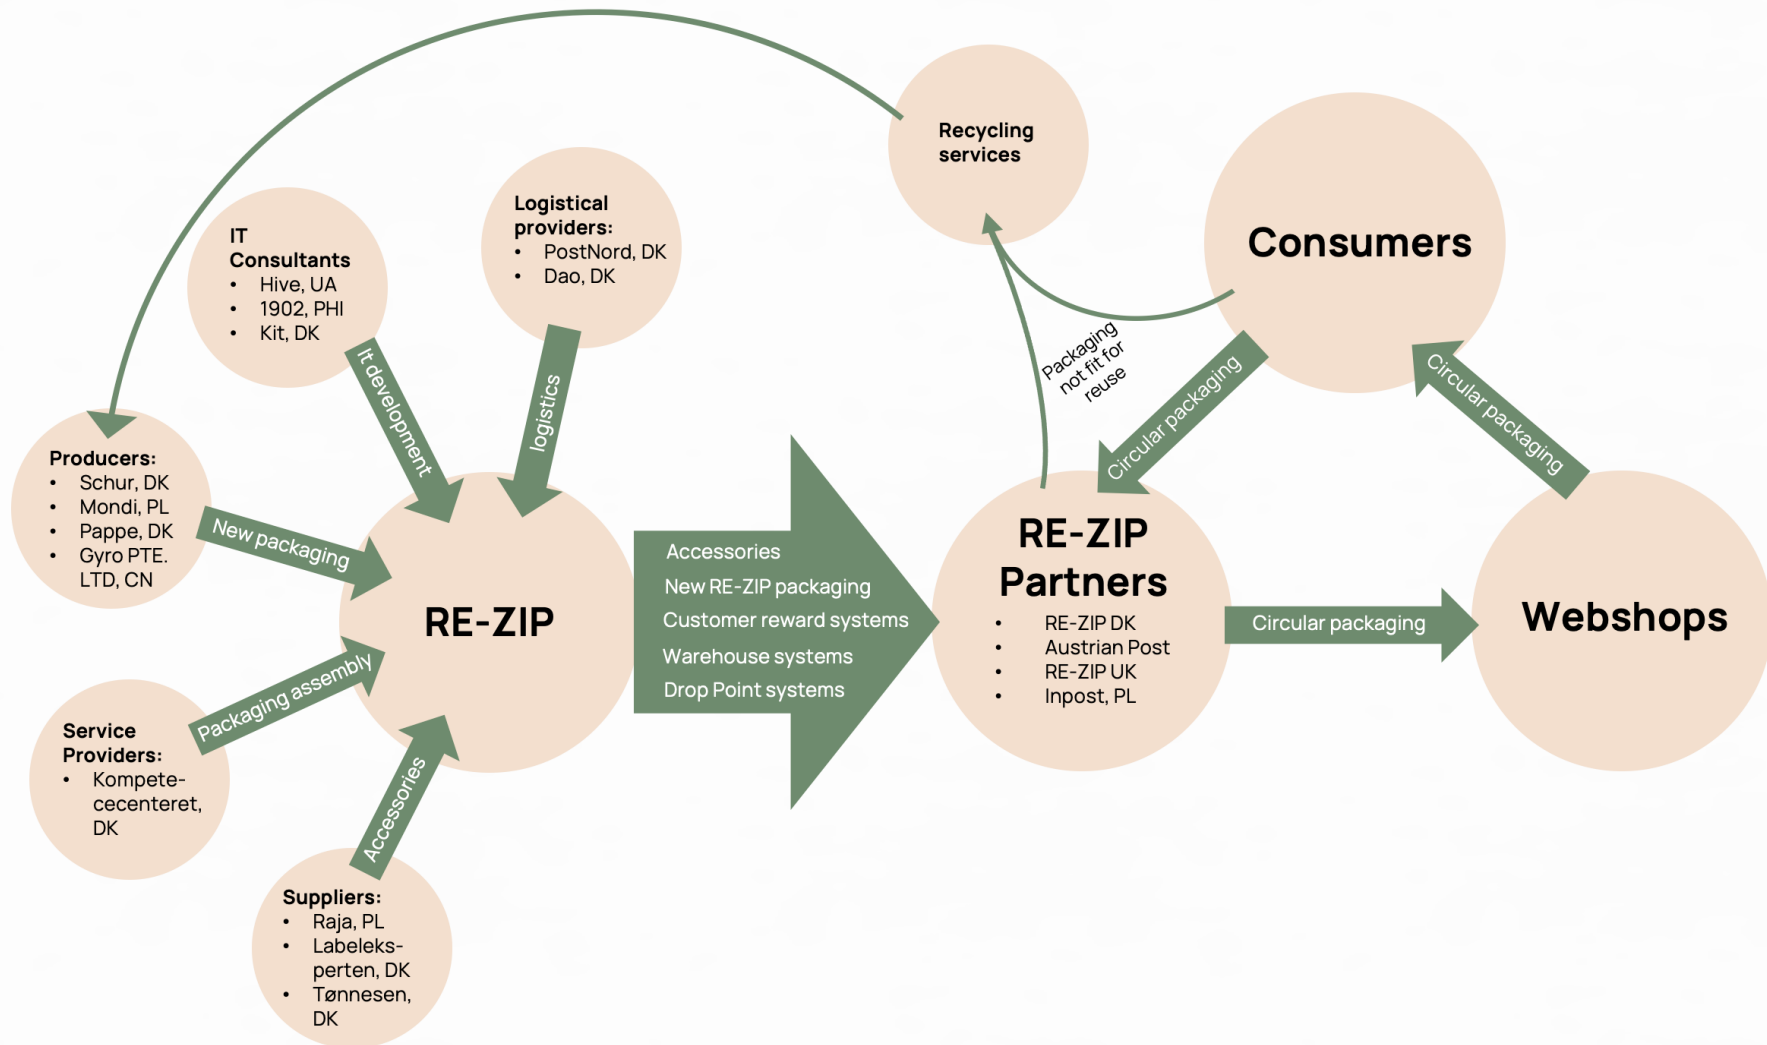 Recycling
services
Consumers
Logistical
providers:
• PostNord, DK
• Dao, DK
IT
Consultants
• Hive, UA
• 1902, PHI
• Kit, DK
It development
logistics
Packaging
not fit for
reuse
Circular packaging
Circular packaging
Producers:
• Schur, DK
• Mondi, PL
• Pappe, DK
• Gyro PTE.
LTD, CN
New packaging
RE-ZIP
Accessories
New RE-ZIP packaging
Customer reward systems
Warehouse systems
Drop Point systems
RE-ZIP
Partners
• RE-ZIP DK
• Austrian Post
• RE-ZIP UK
• Inpost, PL
Circular packaging
Webshops
Packaging assembly
Service
Providers:
• Kompete-
cecenteret,
DK
Accessories
Suppliers:
• Raja, PL
• Labeleks-
perten, DK
• Tønnesen,
DK